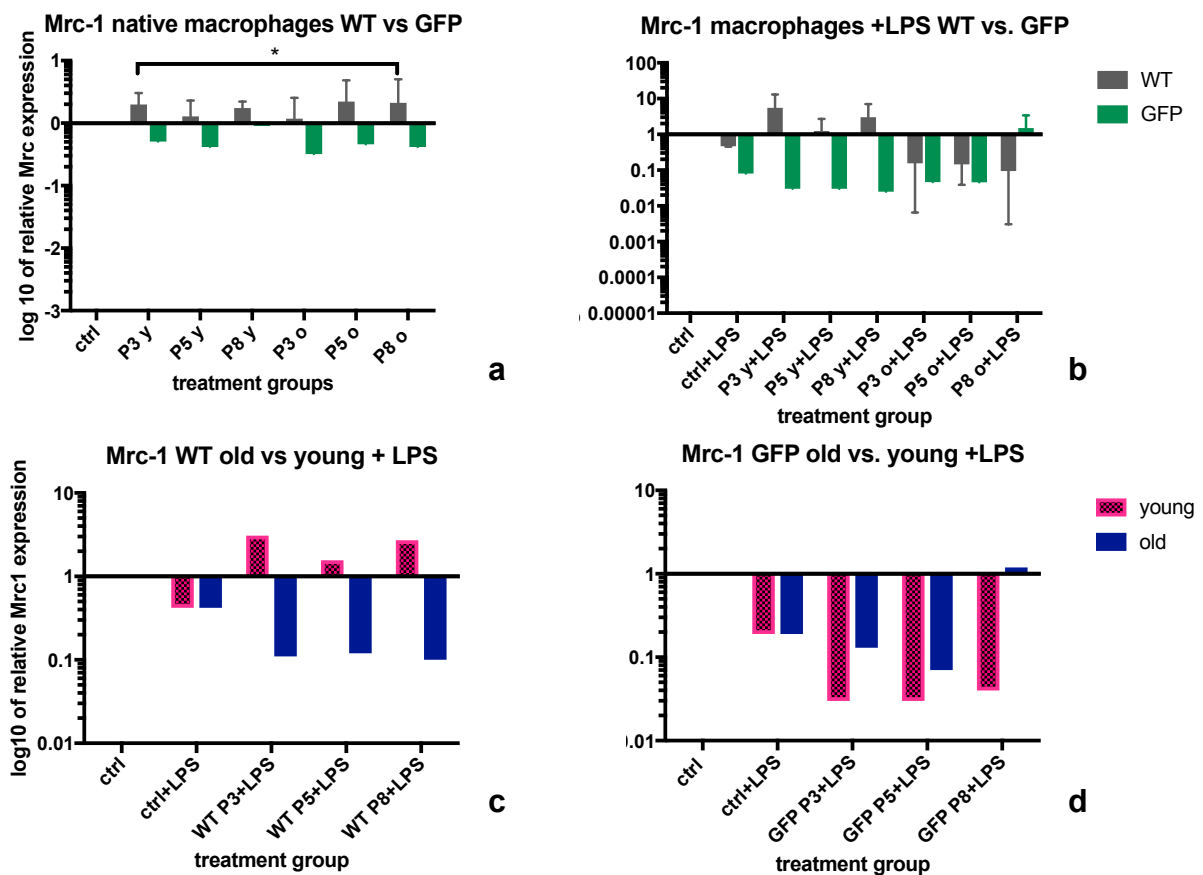 Mrc-1 native macrophages WT vs GFP
log 10 of relative Mrc expression
1
0
-1
-2
-3
*
ctrl
P3 y
P5 y
P8 y
P3 o
P5 o
P8 o
treatment groups
a
Mrc-1 macrophages +LPS WT vs. GFP
100
10
1
0.1
0.01
0.001
0.0001
0.00001
ctrl
ctrl+LPS
P3 y+LPS
P5 y+LPS
P8 y+LPS
P3 o+LPS
P5 o+LPS
P8 o+LPS
treatment group
b
WT
GFP
Mrc-1 WT old vs young + LPS
log10 of relative Mrc1 expression
10
1
0.1
0.01
ctrl
ctrl+LPS
WT P3+LPS
WT P5+LPS
WT P8+LPS
treatment group
c
Mrc-1 GFP old vs. young +LPS
10
1
0.1
.01
ctrl
ctrl+LPS
GFP P3+LPS
GFP P5+LPS
GFP P8+LPS
treatment group
d
young
old